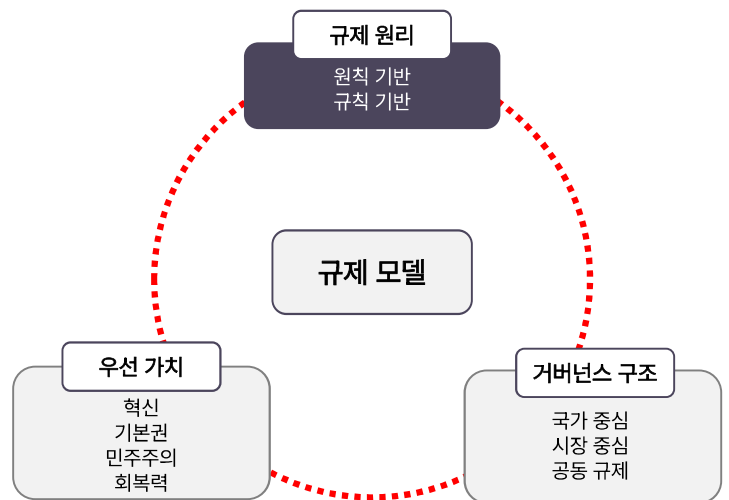 규제 원리
원칙 기반
규칙 기반
규제 모델
우선 가치
혁신
기본권
민주주의
회복력
거버넌스 구조
국가 중심
시장 중심
공동 규제